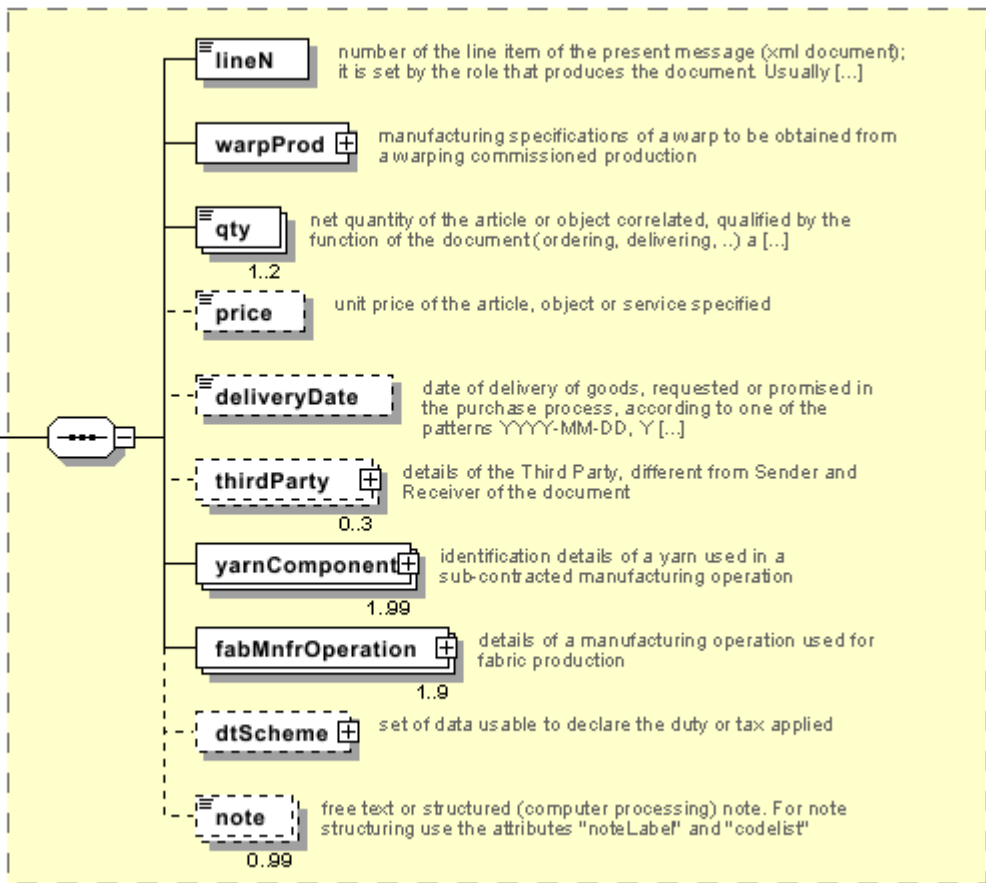 lineN
number of the line item of the present message (xml document);
it is set by the role that produces the document. Usually [...]
warpProd
manufacturing specifications of a warp to be obtained from
a warping commissioned production
qty
net quantity of the article or object correlated, qualified by the
function of the document (ordering, delivering, ..) a [...]
1..2
price
unit price of the article, object or service specified
deliveryDate
date of delivery of goods, requested or promised in
the purchase process, according to one of the
patterns YYYY-MM-DD, Y [...]
thirdParty
details of the Third Party, different from Sender and
Receiver of the document
0..3
yarnComponent
identification details of a yarn used in a
sub-contracted manufacturing operation
1..99
fabMnfrOperation
details of a manufacturing operation used for
fabric production
1..9
dtScheme
set of data usable to declare the duty or tax applied
note
free text or structured (computer processing) note. For note
structuring use the attributes "noteLabel" and "codelist"
0..99